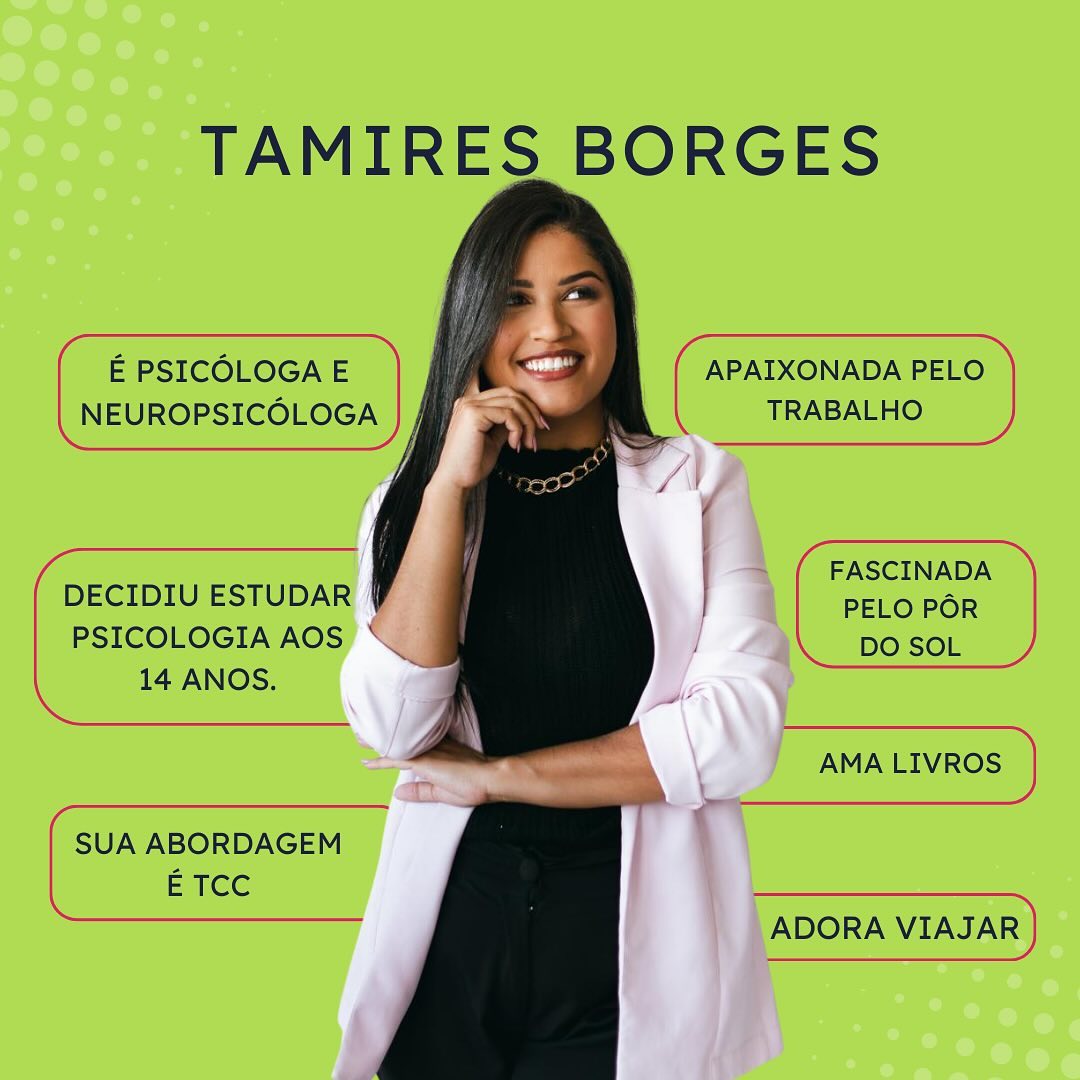 TAMIRES BORGES
É PSICÓLOGA E
NEUROPSICÓLOGA
DECIDIU ESTUDAR
PSICOLOGIA AOS
14 ANOS.
SUA ABORDAGEM
É TCC
APAIXONADA PELO
TRABALHO
FASCINADA
PELO PÔR
DO SOL
AMA LIVROS
ADORA VIAJAR